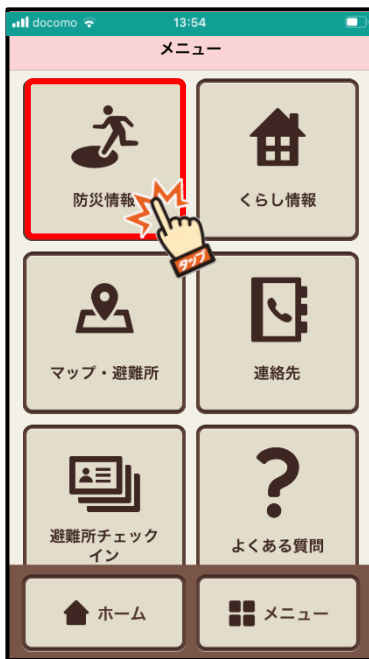 docomo 13:54
メニュー
防災情報
くらし情報
タップ
マップ・避難所
連絡先
避難所チェック
イン
よくある質問
ホーム
メニュー